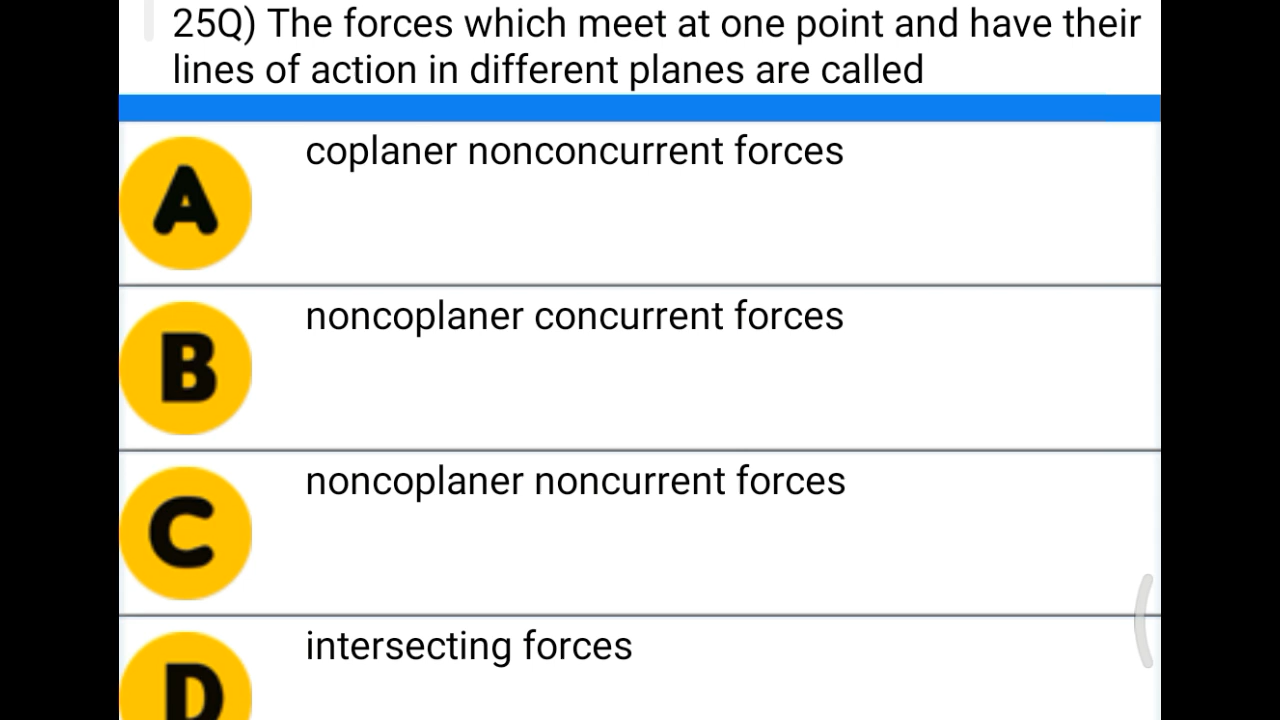 25Q) The forces which meet at one point and have their
lines of action in different planes are called
A
coplaner nonconcurrent forces
B
noncoplaner concurrent forces
C
noncoplaner noncurrent forces
D
intersecting forces